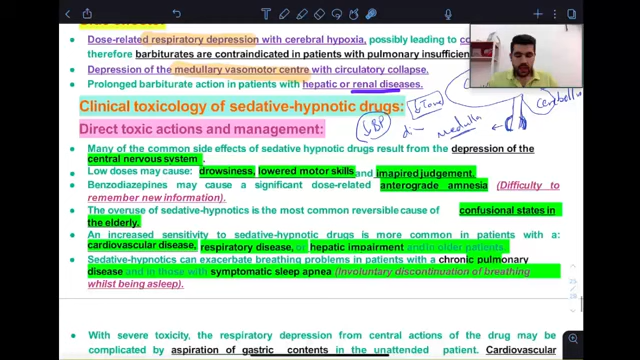 Dose-related respiratory depression with cerebral hypoxia, possibly leading to
therefore barbiturates are contraindicated in patients with pulmonary insufficien
Depression of the medullary vasomotor centre with circulatory collapse.
Prolonged barbiturate action in patients with hepatic or renal diseases.
Clinical toxicology of sedative-hypnotic drugs:
Direct toxic actions and management:
↓ Tone
↓ BP
medulla
cerebellu
Many of the common side effects of sedative hypnotic drugs result from the depression of the
central nervous system.
Low doses may cause: drowsiness, lowered motor skills and imapired judgement.
Benzodiazepines may cause a significant dose-related anterograde amnesia (Difficulty to
remember new information).
The overuse of sedative-hypnotics is the most common reversible cause of confusional states in
the elderly.
An increased sensitivity to sedative-hypnotic drugs is more common in patients with a:
cardiovascular disease, respiratory disease, or hepatic impairment and in older patients.
Sedative-hypnotics can exacerbate breathing problems in patients with a chronic pulmonary
disease and in those with symptomatic sleep apnea (Involuntary discontinuation of breathing
whilst being asleep).
With severe toxicity, the respiratory depression from central actions of the drug may be
complicated by aspiration of gastric contents in the unattended patient. Cardiovascular